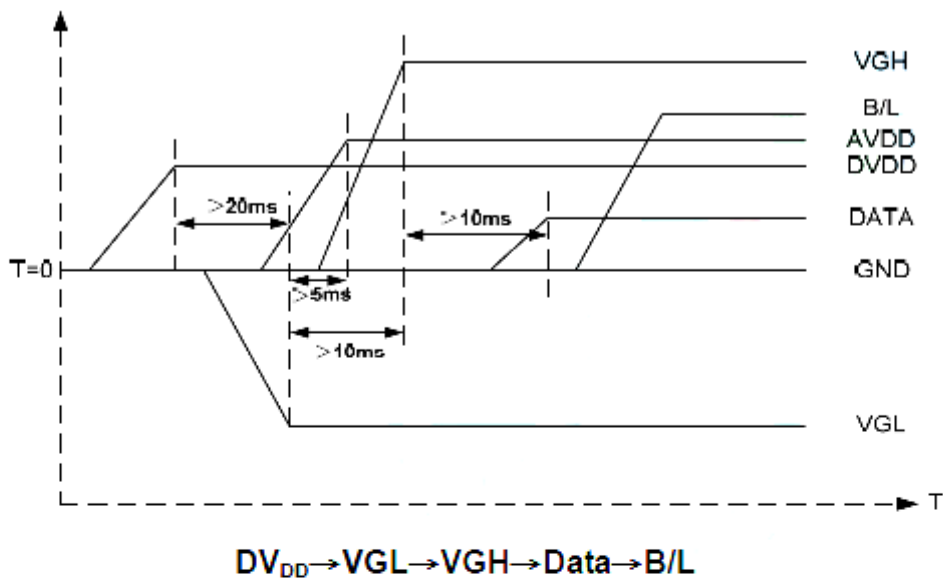 VGH
B/L
AVDD
DVDD
>20ms
>10ms
DATA
T=0
GND
>5ms
>10ms
VGL
T
DVDD→VGL→VGH→Data→B/L